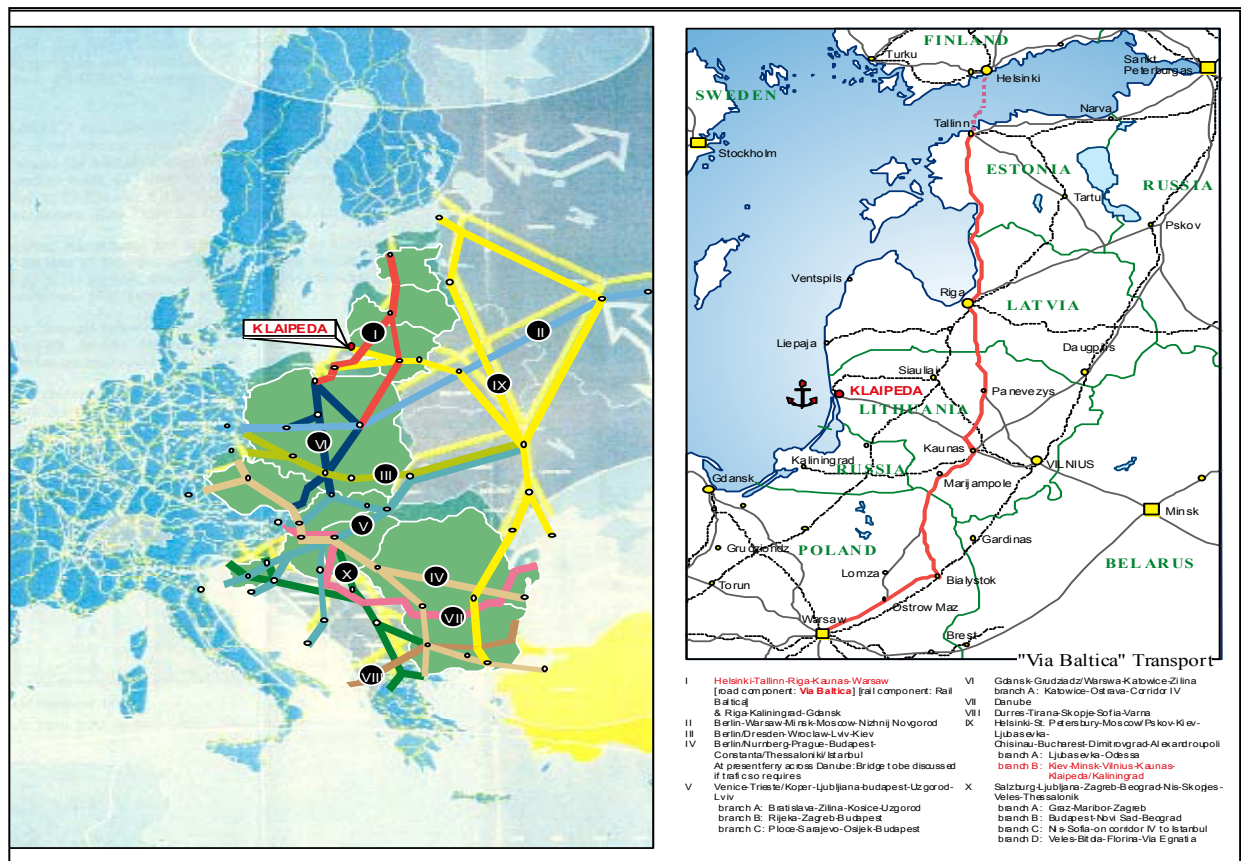 KLAIPEDA
I
II
IX
VI
III
V
X
IV
VII
VIII
FINLAND
Turku
Helsinki
Sankt
Peterburgas
SWEDEN
Narva
Tallinn
Stockholm
ESTONIA
RUSSIA
Tartu
Pskov
Ventspils
Riga
LATVIA
Liepaja
Daugpils
Siauliai
KLAIPEDA
Panevezys
LITHUANIA
Kaunas
Kaliningrad
VILNIUS
RUSSIA
Gdansk
Marijampole
Minsk
Grudziondz
POLAND
Gardinas
Lomza
BELARUS
Torun
Bialystok
Ostrow Maz
Warsaw
Brest
"Via Baltica" Transport
I Helsinki-Tallinn-Riga-Kaunas-Warsaw
[road component: Via Baltica] [rail component: Rail
Baltica]
& Riga-Kaliningrad-Gdansk
II Berlin-Warsaw-Minsk-Moscow-Nizhnij Novgorod
III Berlin/Dresden-Wroclaw-Lviv-Kiev
IV Berlin/Nurnberg-Prague-Budapest-
Constanta/Thessaloniki/Istanbul
At present ferry across Danube: Bridge to be discussed
if trafic so requires
V Venice-Trieste/Koper-Ljubljana-budapest-Uzgorod-
Lviv
branch A: Bratislava-Zilina-Kosice-Uzgorod
branch B: Rijeka-Zagreb-Budapest
branch C: Ploce-Sarajevo-Osijek-Budapest
VI Gdansk-Grudziadz/Warswa-Katowice-Zilina
branch A: Katowice-Ostrava-Corridor IV
VII Danube
VIII Durres-Tirana-Skopje-Sofia-Varna
IX Helsinki-St. Petersbury-Moscow/Pskov-Kiev-
Ljubasevka-
Chisinau-Bucharest-Dimitrovgrad-Alexandroupoli
branch A: Ljubasevka-Odessa
branch B: Kiev-Minsk-Vilnius-Kaunas-
Klaipeda/Kaliningrad
X Salzburg-Ljubljana-Zagreb-Beograd-Nis-Skopjes-
Veles-Thessalonik
branch A: Graz-Maribor-Zagreb
branch B: Budapest-Novi Sad-Beograd
branch C: Nis-Sofia-on corridor IV to Istanbul
branch D: Veles-Bitda-Florina-Via Egnatia